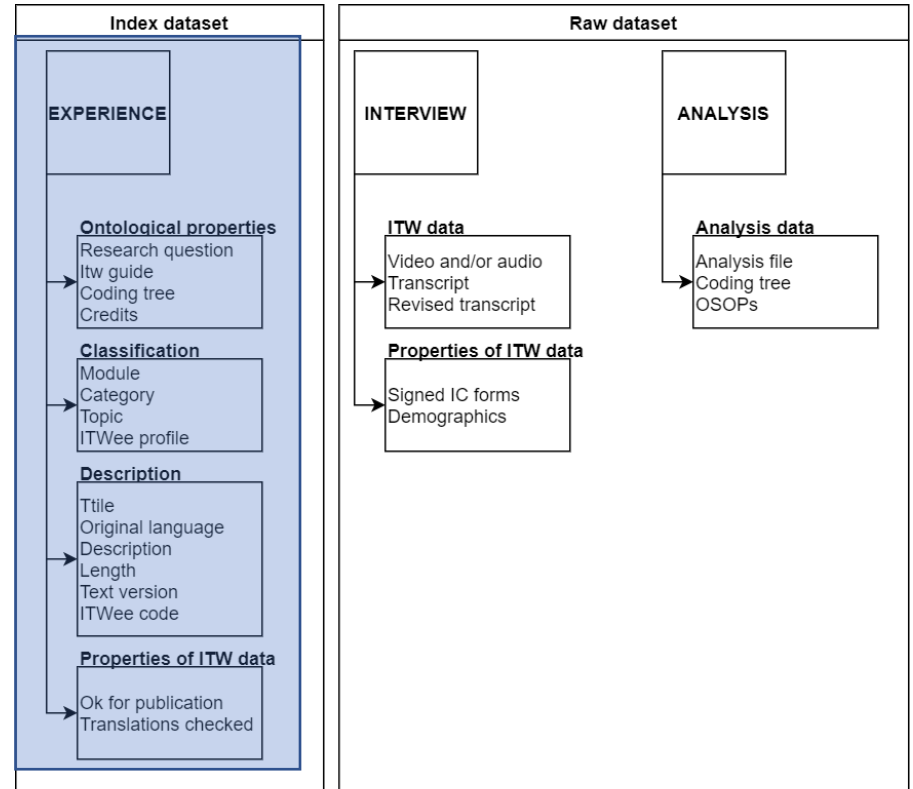 Index dataset
EXPERIENCE
Ontological properties
Research question
Itw guide
Coding tree
Credits
Classification
Module
Category
Topic
ITWee profile
Description
Ttile
Original language
Description
Length
Text version
ITWee code
Properties of ITW data
Ok for publication
Translations checked
Raw dataset
INTERVIEW
ITW data
Video and/or audio
Transcript
Revised transcript
Properties of ITW data
Signed IC forms
Demographics
ANALYSIS
Analysis data
Analysis file
Coding tree
OSOPs